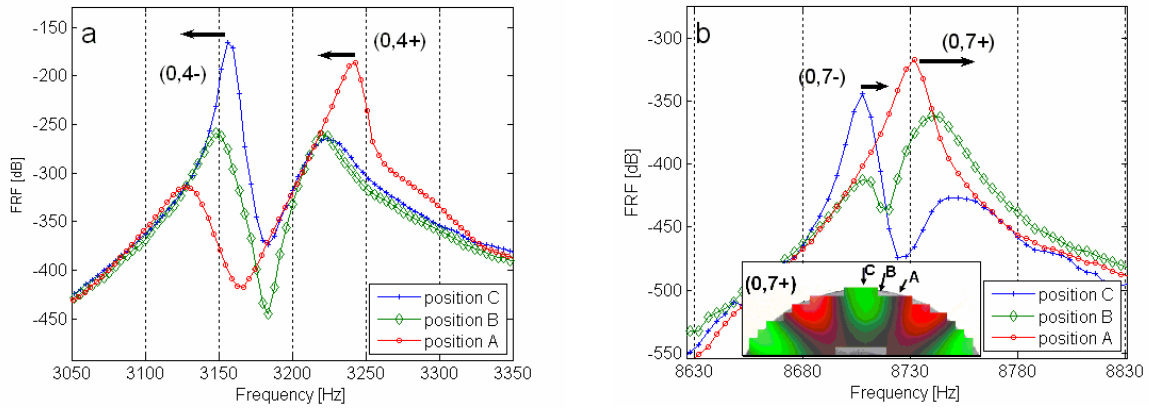 a
FRF [dB]
-150
-200
-250
-300
-350
-400
-450
(0,4-)
(0,4+)
position C
position B
position A
3050 3100 3150 3200 3250 3300 3350
Frequency [Hz]
b
FRF [dB]
-300
-350
-400
-450
-500
-550
(0,7-)
(0,7+)
(0,7+)
C
B
A
position C
position B
position A
8630 8680 8730 8780 8830
Frequency [Hz]